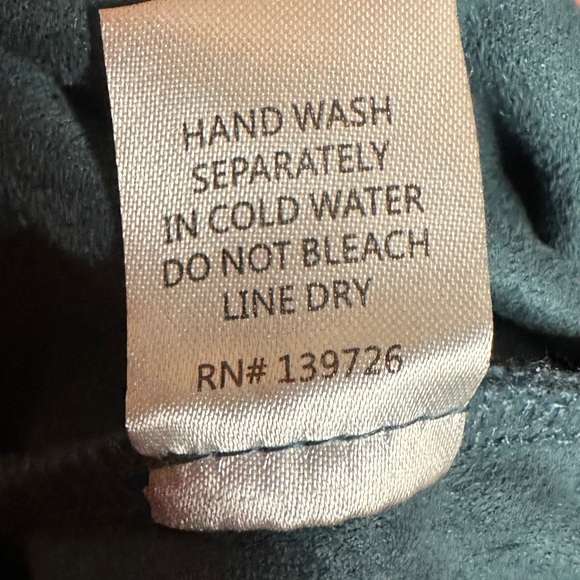 HAND WASH
SEPARATELY
IN COLD WATER
DO NOT BLEACH
LINE DRY
RN# 139726